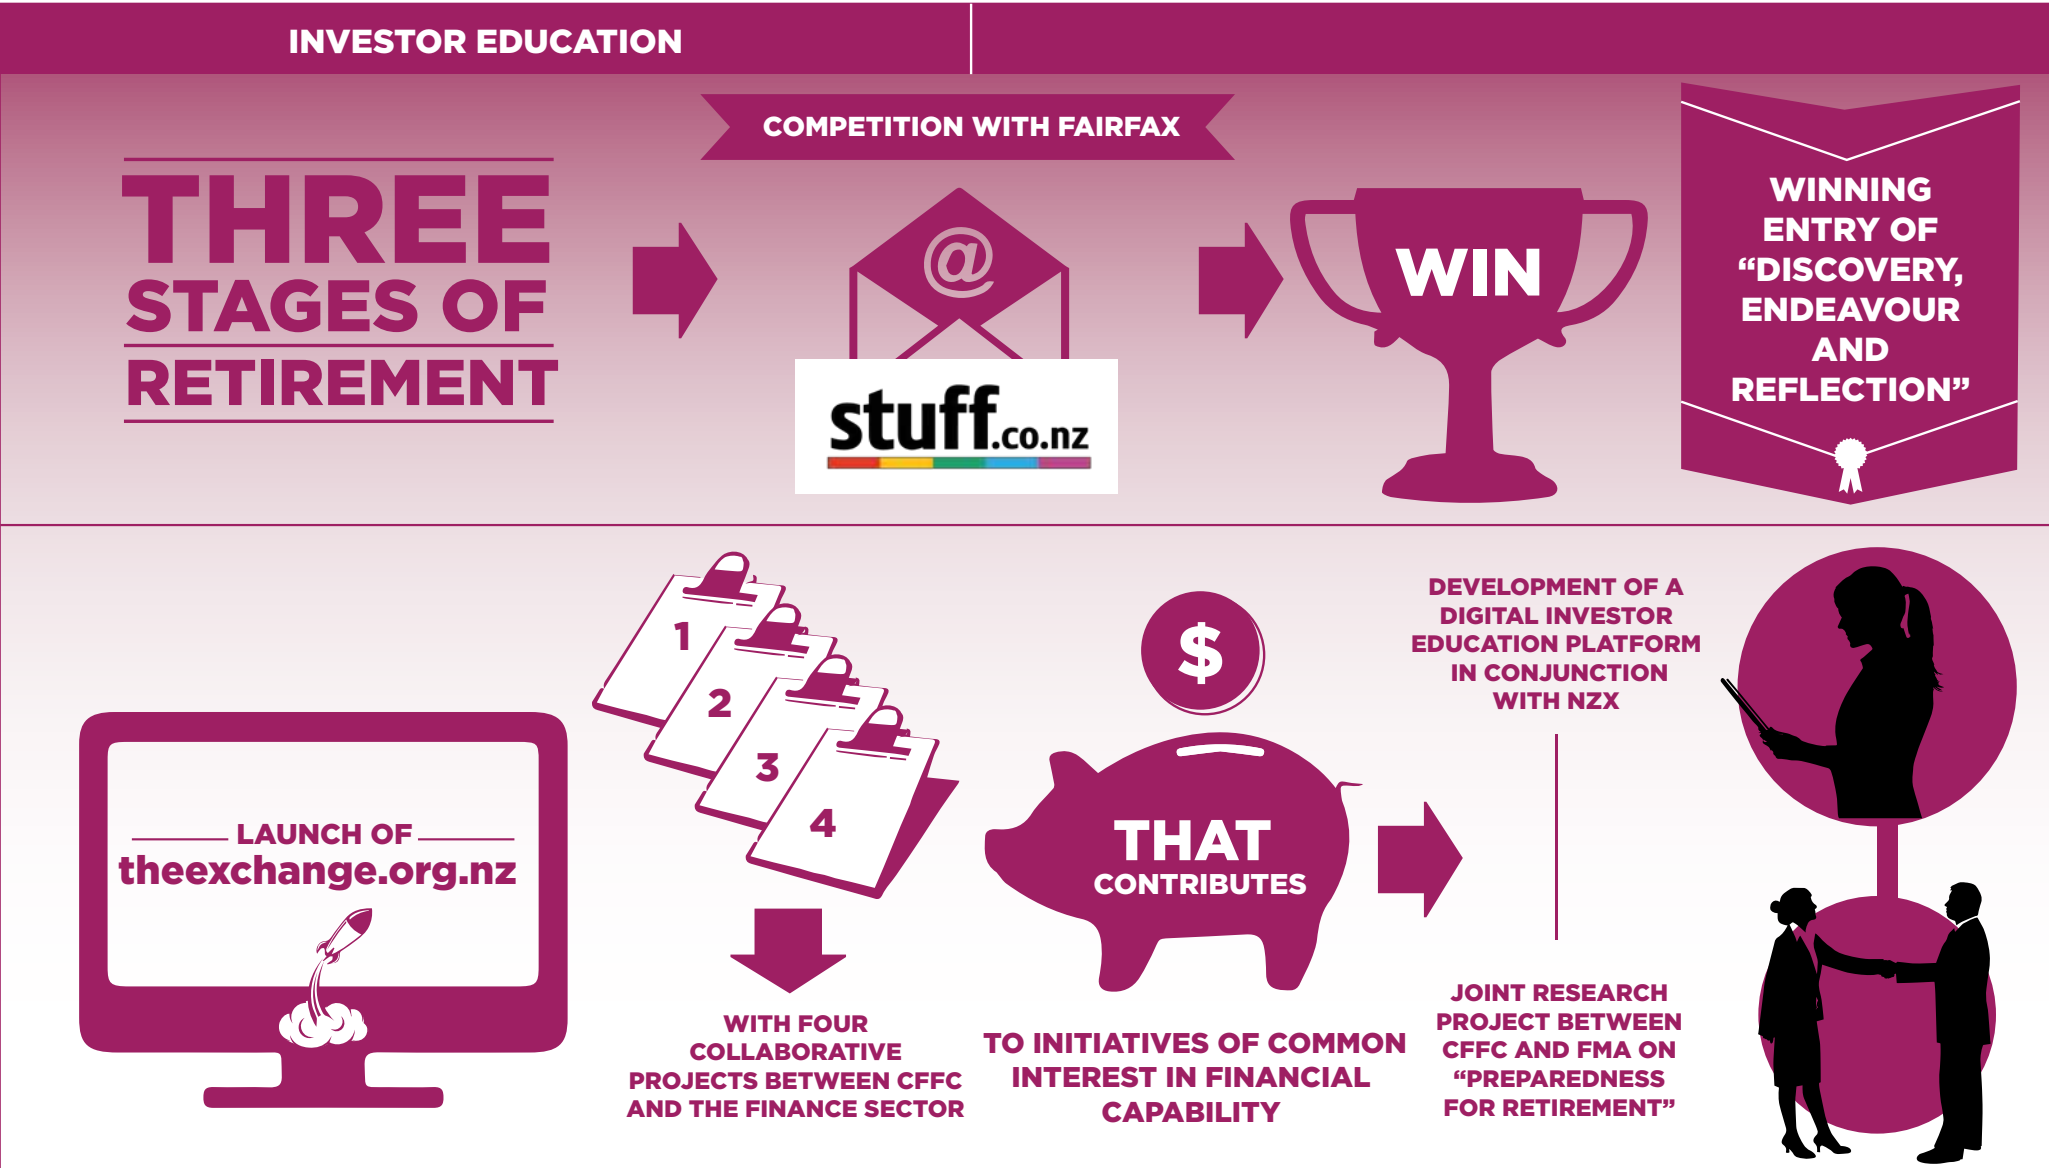 INVESTOR EDUCATION
COMPETITION WITH FAIRFAX
THREE
STAGES OF
RETIREMENT
@
stuff.co.nz
WIN
WINNING
ENTRY OF
“DISCOVERY,
ENDEAVOUR
AND
REFLECTION”
LAUNCH OF
theexchange.org.nz
1
2
3
4
WITH FOUR
COLLABORATIVE
PROJECTS BETWEEN CFFC
AND THE FINANCE SECTOR
$
THAT
CONTRIBUTES
TO INITIATIVES OF COMMON
INTEREST IN FINANCIAL
CAPABILITY
DEVELOPMENT OF A
DIGITAL INVESTOR
EDUCATION PLATFORM
IN CONJUNCTION
WITH NZX
JOINT RESEARCH
PROJECT BETWEEN
CFFC AND FMA ON
“PREPAREDNESS
FOR RETIREMENT”